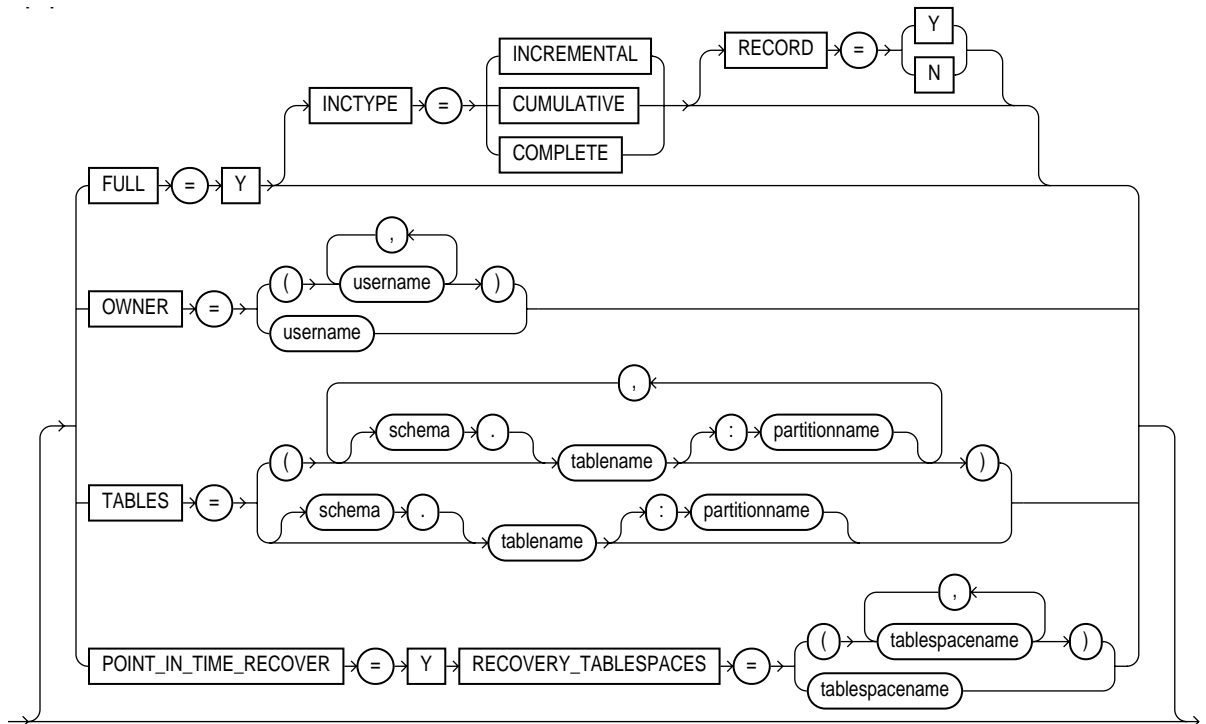 INCTYPE = INCREMENTAL CUMULATIVE COMPLETE RECORD = Y N
FULL = Y
OWNER = ( username , ) username
TABLES = ( schema . tablename : partitionname , ) schema . tablename : partitionname
POINT_IN_TIME_RECOVER = Y RECOVERY_TABLESPACES = ( tablespacename , ) tablespacename